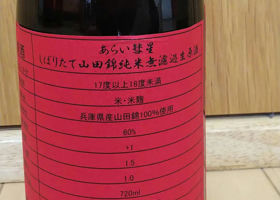 あらい彗星
しぼりたて山田錦純米無濾過生原酒
酒
17度以上18度未満
米・米麹
兵庫県産山田錦100%使用
60%
+1
1.5
1.0
720ml